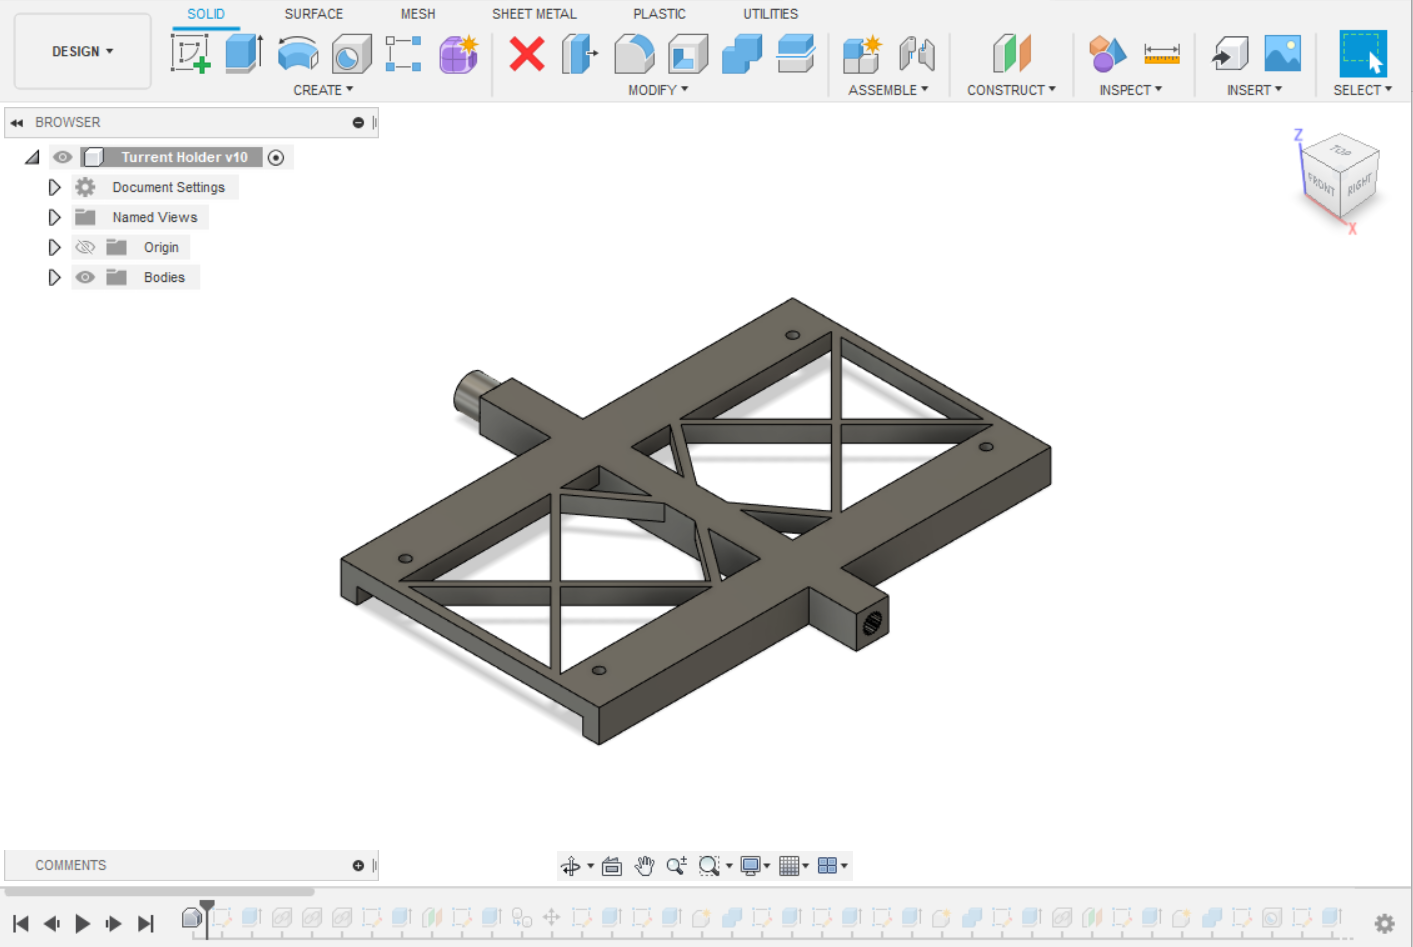 SOLID SURFACE MESH SHEET METAL PLASTIC UTILITIES
DESIGN
CREATE MODIFY ASSEMBLE CONSTRUCT INSPECT INSERT SELECT
BROWSER
Turrent Holder v10
Document Settings
Named Views
Origin
Bodies
Z
TOP
FRONT RIGHT
X
COMMENTS